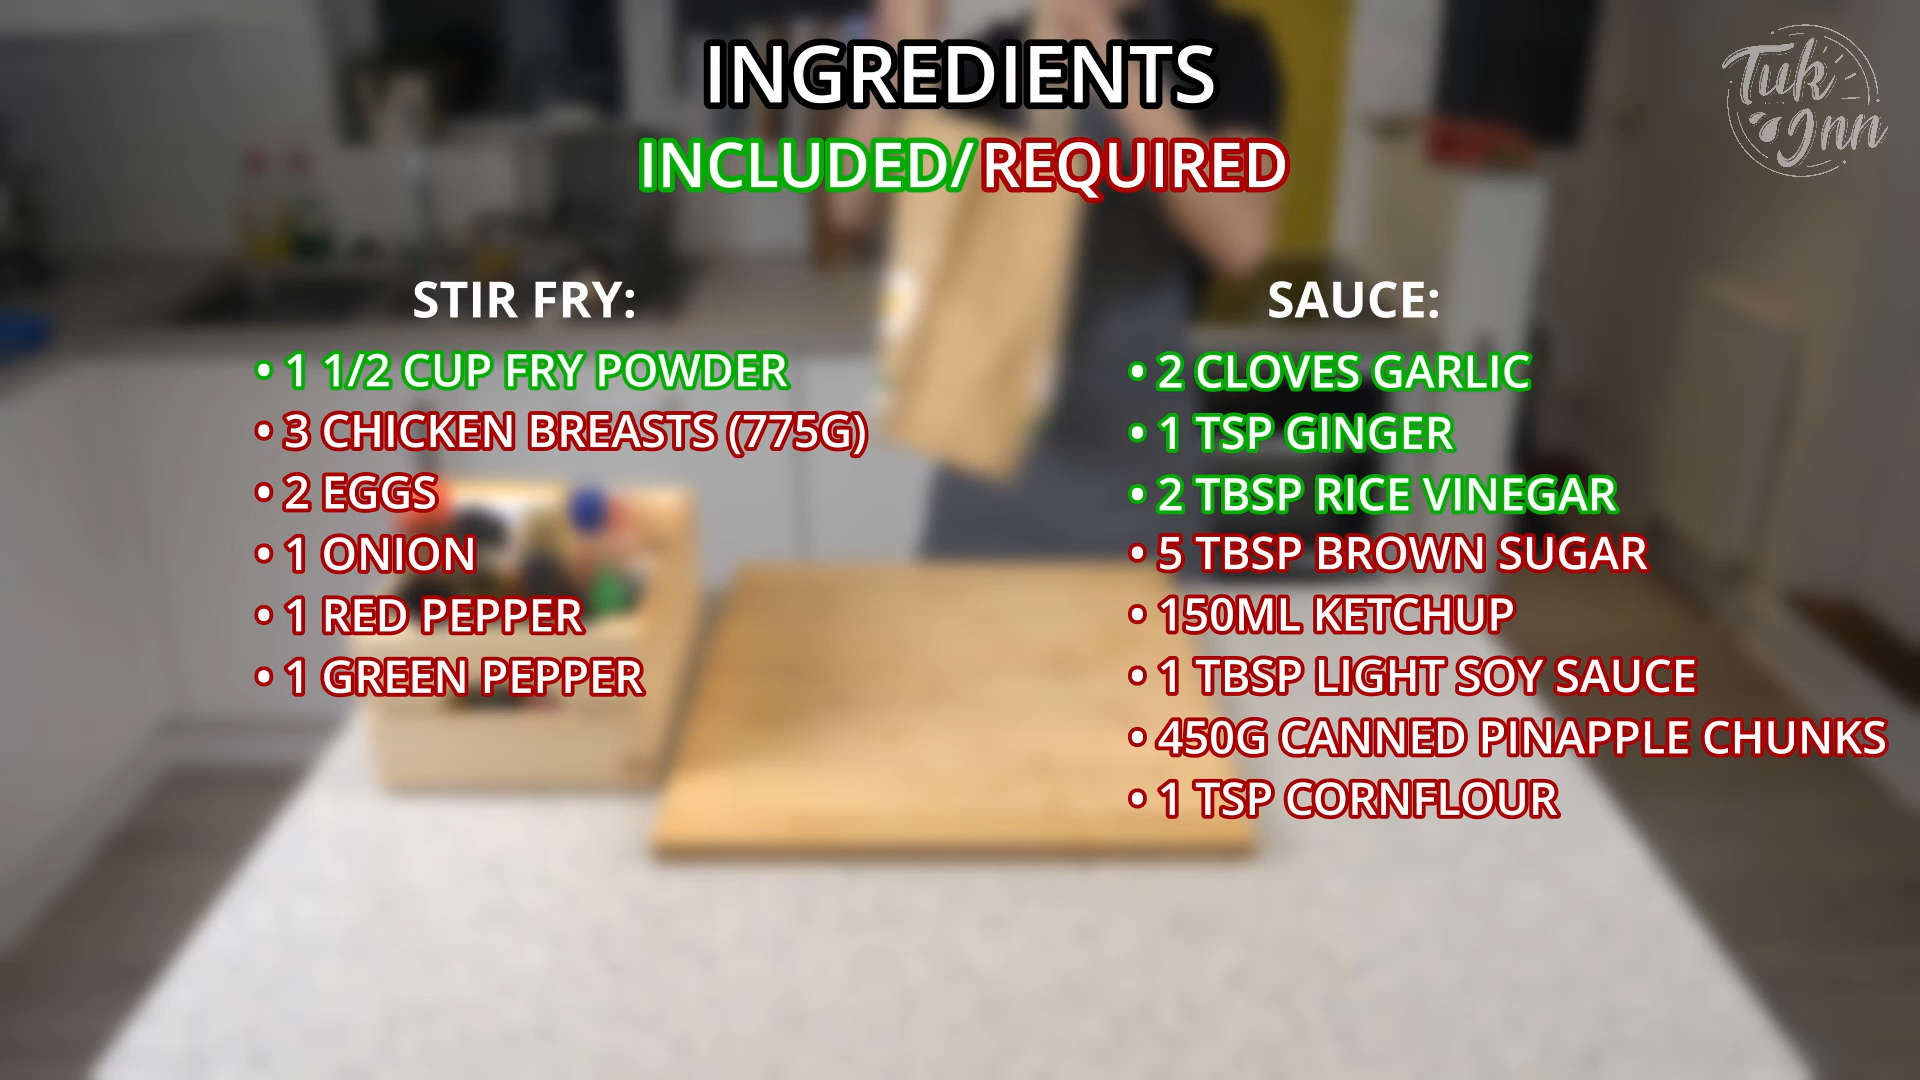 INGREDIENTS
INCLUDED/REQUIRED
Tuk
Inn
STIR FRY:
• 1 1/2 CUP FRY POWDER
• 3 CHICKEN BREASTS (775G)
• 2 EGGS
• 1 ONION
• 1 RED PEPPER
• 1 GREEN PEPPER
SAUCE:
• 2 CLOVES GARLIC
• 1 TSP GINGER
• 2 TBSP RICE VINEGAR
• 5 TBSP BROWN SUGAR
• 150ML KETCHUP
• 1 TBSP LIGHT SOY SAUCE
• 450G CANNED PINAPPLE CHUNKS
• 1 TSP CORNFLOUR